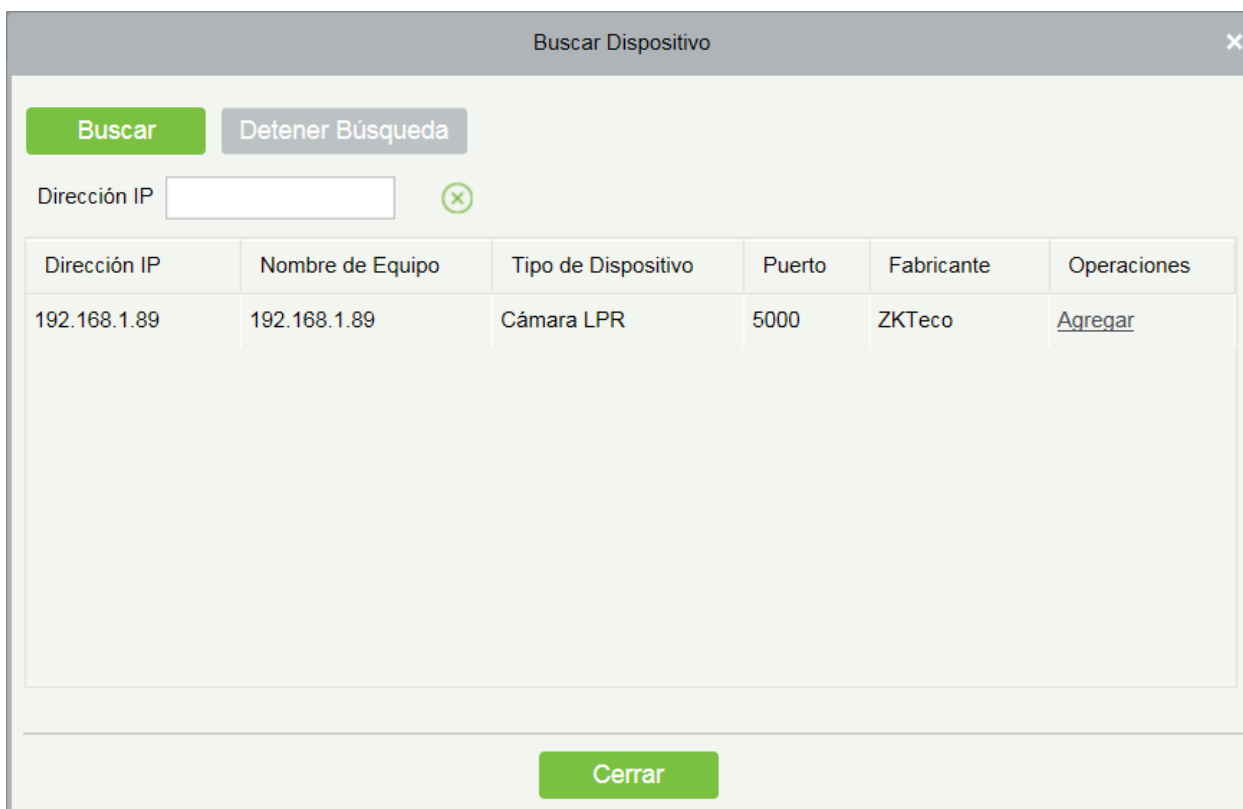 Buscar Dispositivo
Buscar Detener Búsqueda
Dirección IP
Dirección IP Nombre de Equipo Tipo de Dispositivo Puerto Fabricante Operaciones
192.168.1.89 192.168.1.89 Cámara LPR 5000 ZKTeco Agregar
Cerrar